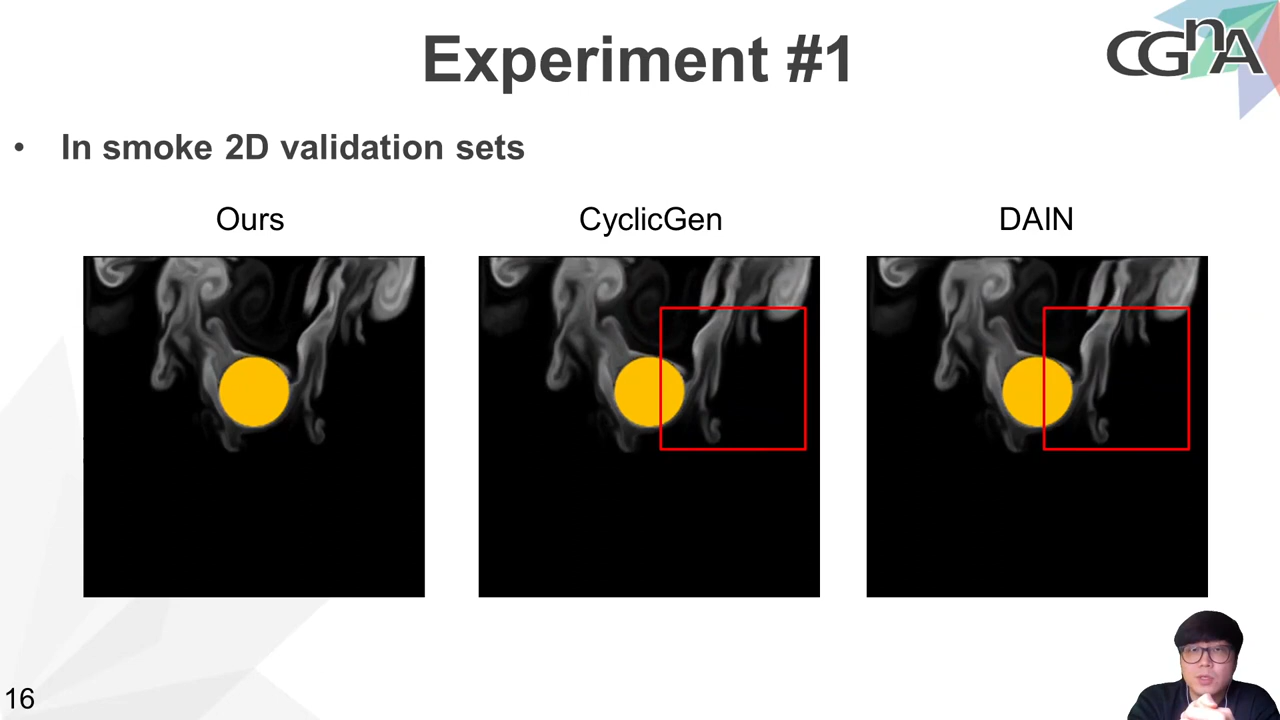 Experiment #1
CGnA
• In smoke 2D validation sets
Ours
CyclicGen
DAIN
16